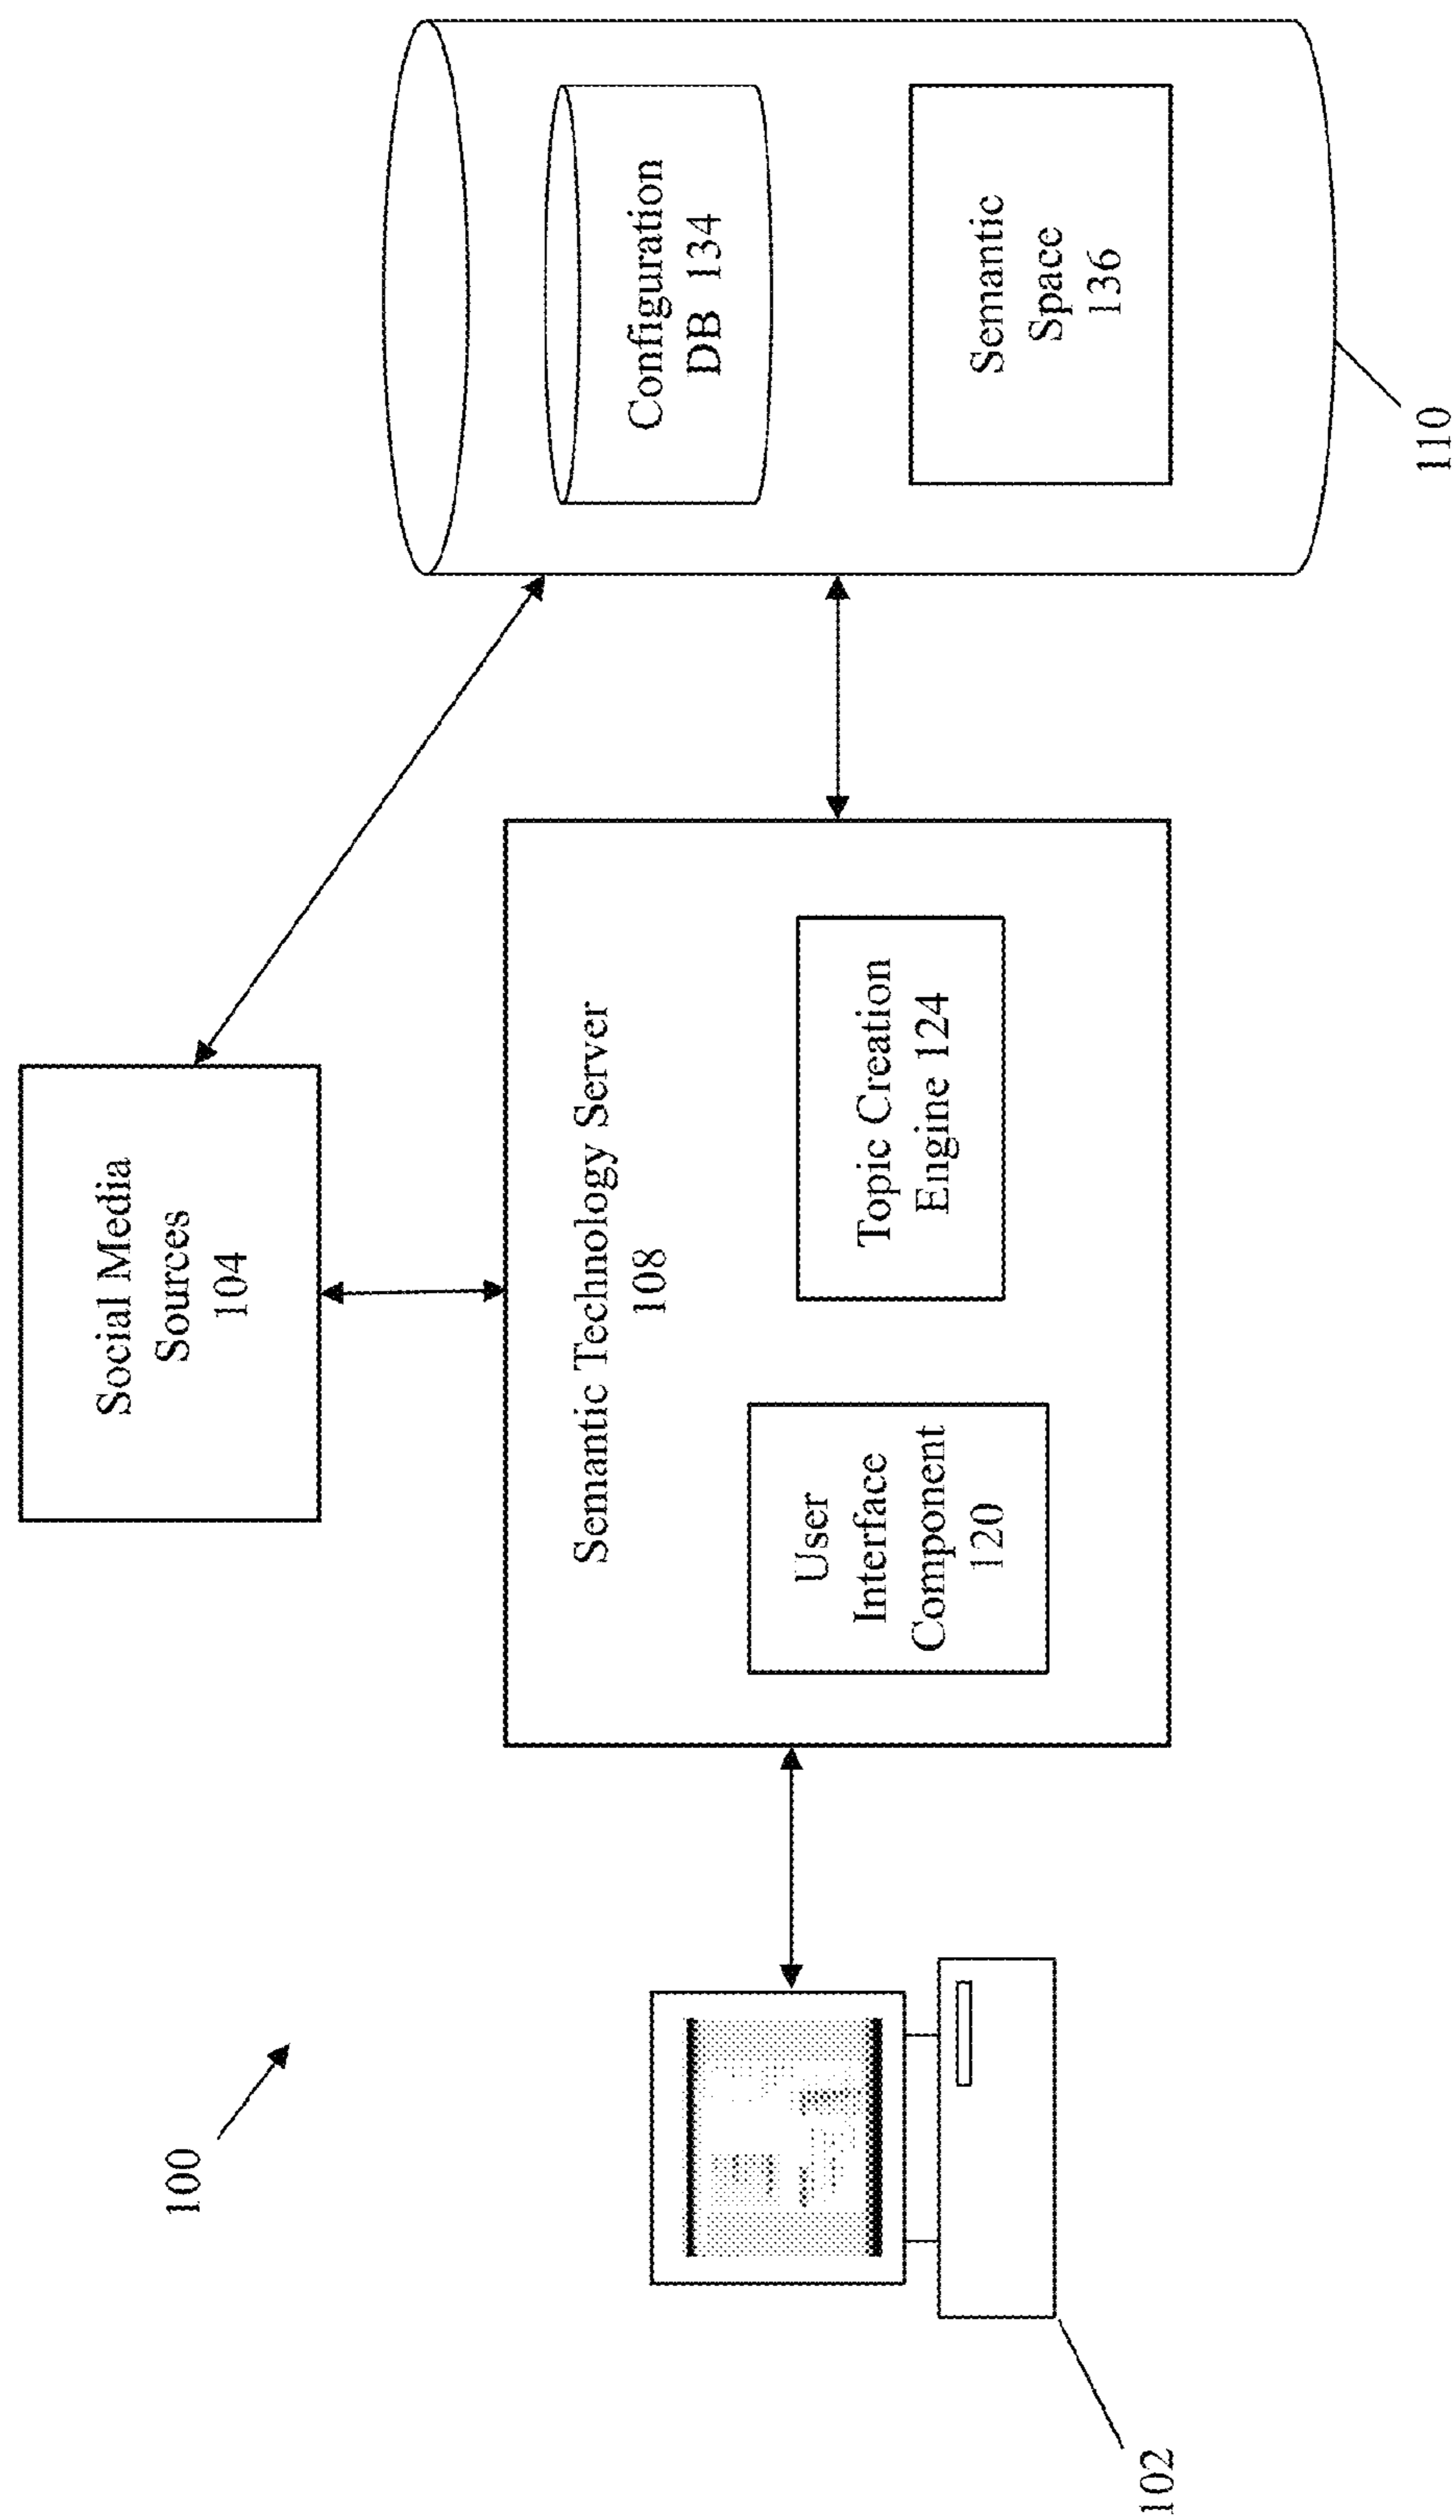 100
Social Media
Sources
104
Semantic Technology Server
108
User
Interface
Component
120
Topic Creation
Engine 124
Configuration
DB 134
Semantic
Space
136
102
110